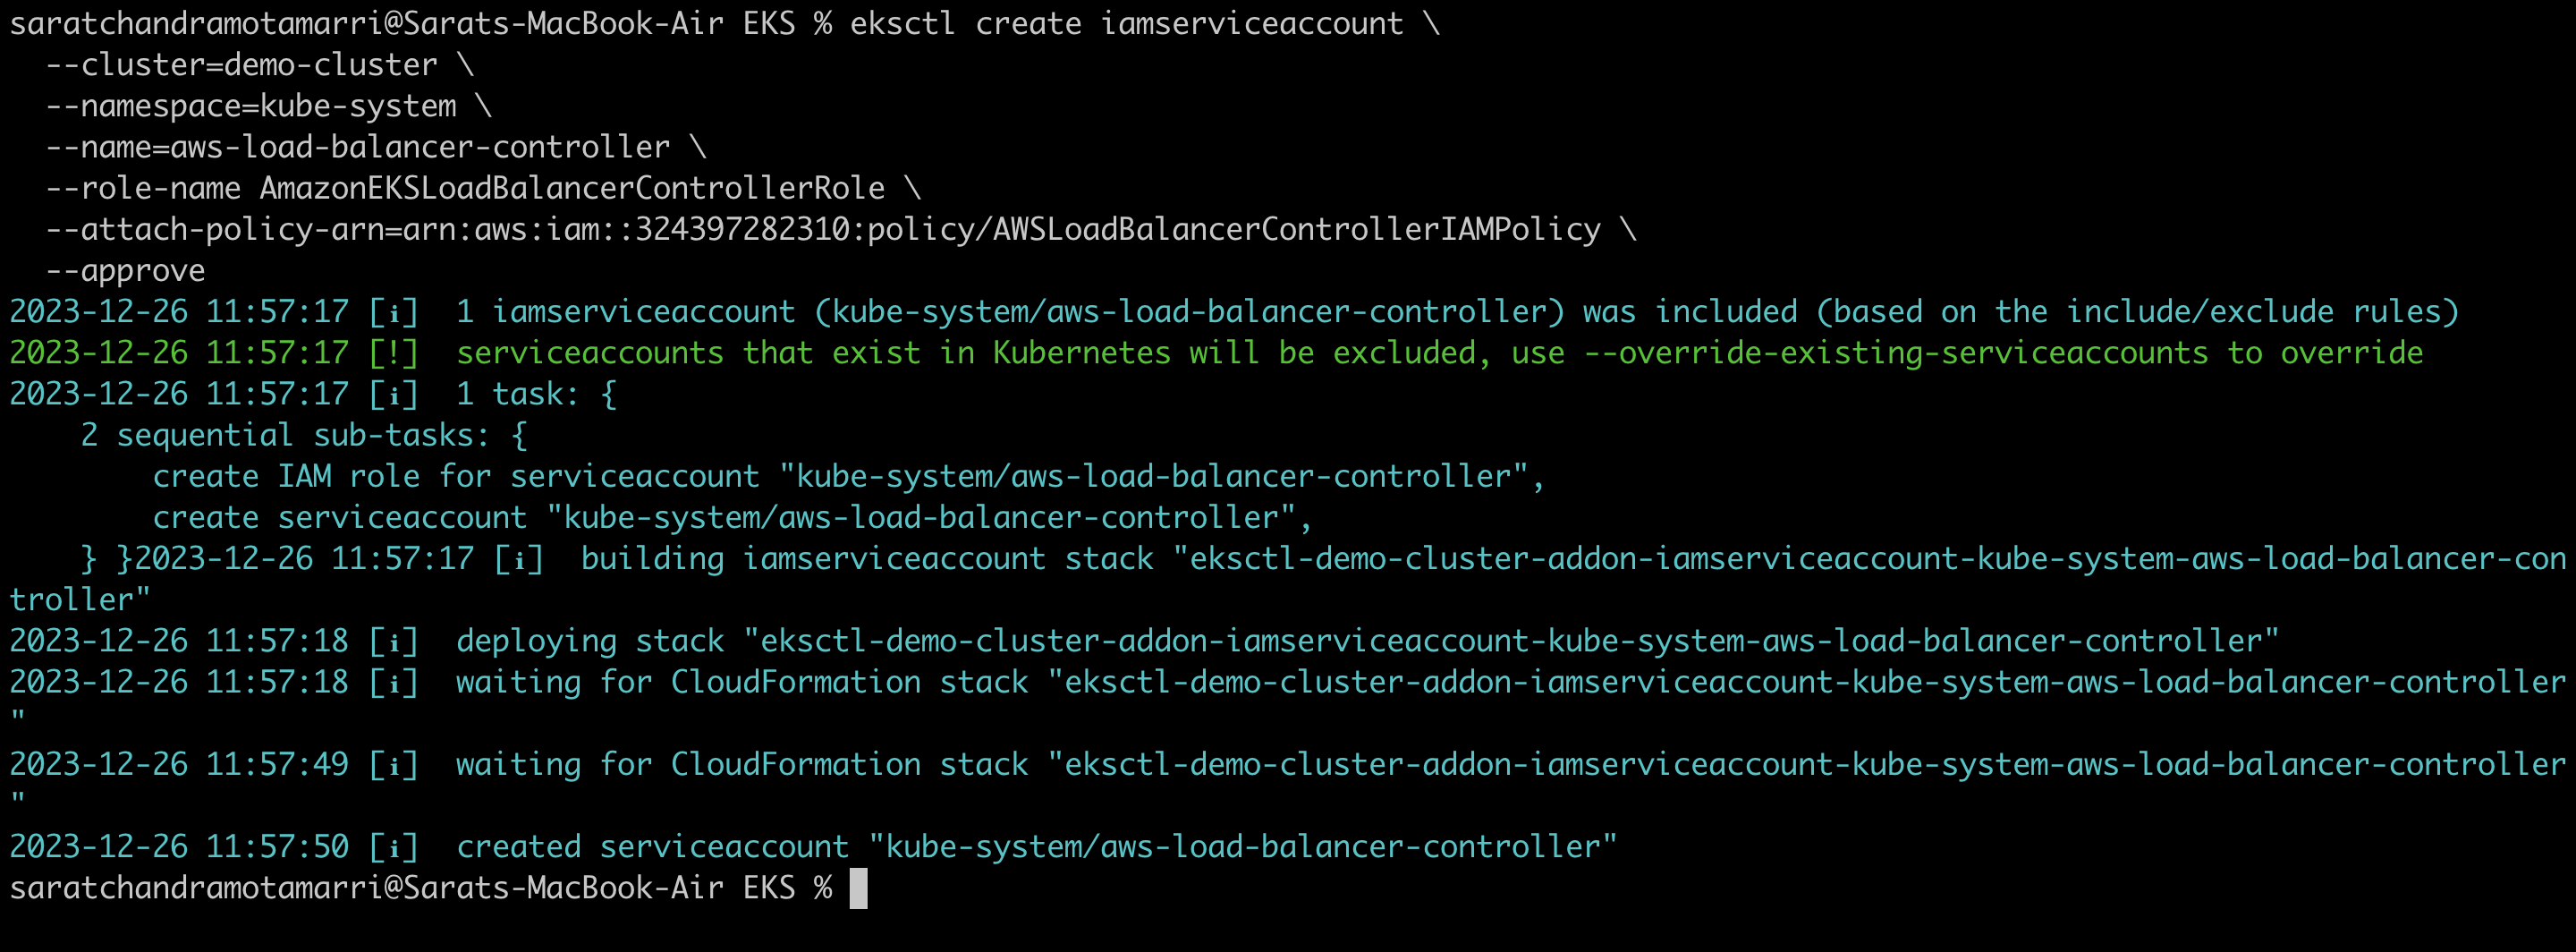 saratchandramotamarri@Sarats-MacBook-Air EKS % eksctl create iamserviceaccount \
  --cluster=demo-cluster \
  --namespace=kube-system \
  --name=aws-load-balancer-controller \
  --role-name AmazonEKSLoadBalancerControllerRole \
  --attach-policy-arn=arn:aws:iam::324397282310:policy/AWSLoadBalancerControllerIAMPolicy \
  --approve
2023-12-26 11:57:17 [ℹ]  1 iamserviceaccount (kube-system/aws-load-balancer-controller) was included (based on the include/exclude rules)
2023-12-26 11:57:17 [!]  serviceaccounts that exist in Kubernetes will be excluded, use --override-existing-serviceaccounts to override
2023-12-26 11:57:17 [ℹ]  1 task: {
    2 sequential sub-tasks: {
        create IAM role for serviceaccount "kube-system/aws-load-balancer-controller",
        create serviceaccount "kube-system/aws-load-balancer-controller",
    } }2023-12-26 11:57:17 [ℹ]  building iamserviceaccount stack "eksctl-demo-cluster-addon-iamserviceaccount-kube-system-aws-load-balancer-con
troller"
2023-12-26 11:57:18 [ℹ]  deploying stack "eksctl-demo-cluster-addon-iamserviceaccount-kube-system-aws-load-balancer-controller"
2023-12-26 11:57:18 [ℹ]  waiting for CloudFormation stack "eksctl-demo-cluster-addon-iamserviceaccount-kube-system-aws-load-balancer-controller
"
2023-12-26 11:57:49 [ℹ]  waiting for CloudFormation stack "eksctl-demo-cluster-addon-iamserviceaccount-kube-system-aws-load-balancer-controller
"
2023-12-26 11:57:50 [ℹ]  created serviceaccount "kube-system/aws-load-balancer-controller"
saratchandramotamarri@Sarats-MacBook-Air EKS %